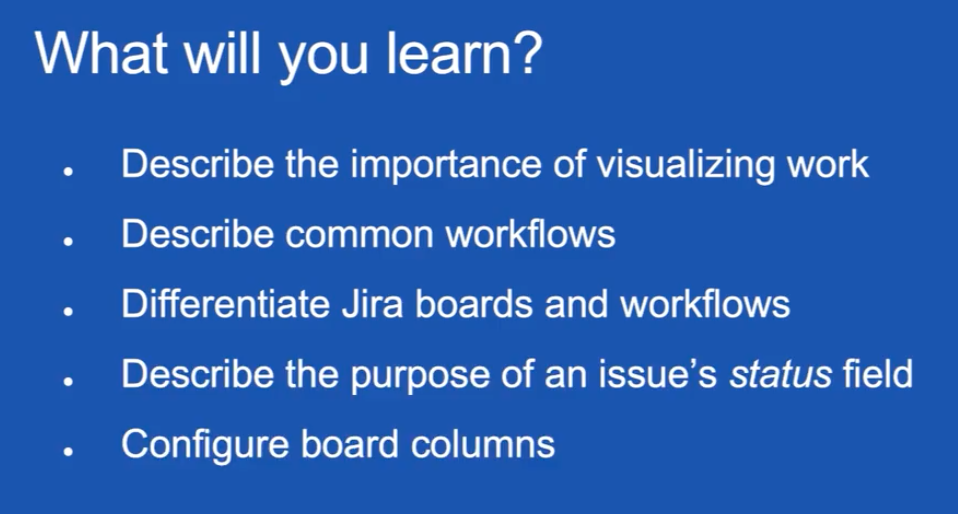 What will you learn?
• Describe the importance of visualizing work
• Describe common workflows
• Differentiate Jira boards and workflows
• Describe the purpose of an issue’s status field
• Configure board columns